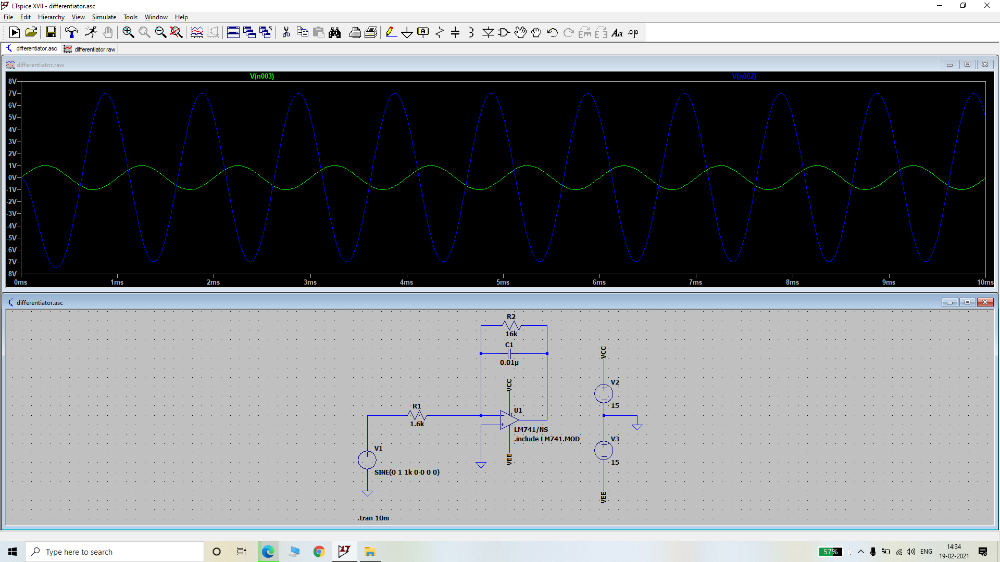 LTspice XVII - differentiator.asc
File Edit Hierarchy View Simulate Tools Window Help
differentiator.asc differentiator.raw
differentiator.raw
V(n003) V(n002)
8V
7V
6V
5V
4V
3V
2V
1V
0V
-1V
-2V
-3V
-4V
-5V
-6V
-7V
-8V
0ms 1ms 2ms 3ms 4ms 5ms 6ms 7ms 8ms 9ms 10ms
differentiator.asc
R2
16k
C1
0.01µ
VCC
VCC
V2
15
R1
1.6k
U1
LM741/NS
.include LM741.MOD
VEE
V3
15
V1
SINE(0 1 1k 0 0 0 0)
VEE
.tran 10m
Type here to search
57%
ENG
14:34
19-02-2021